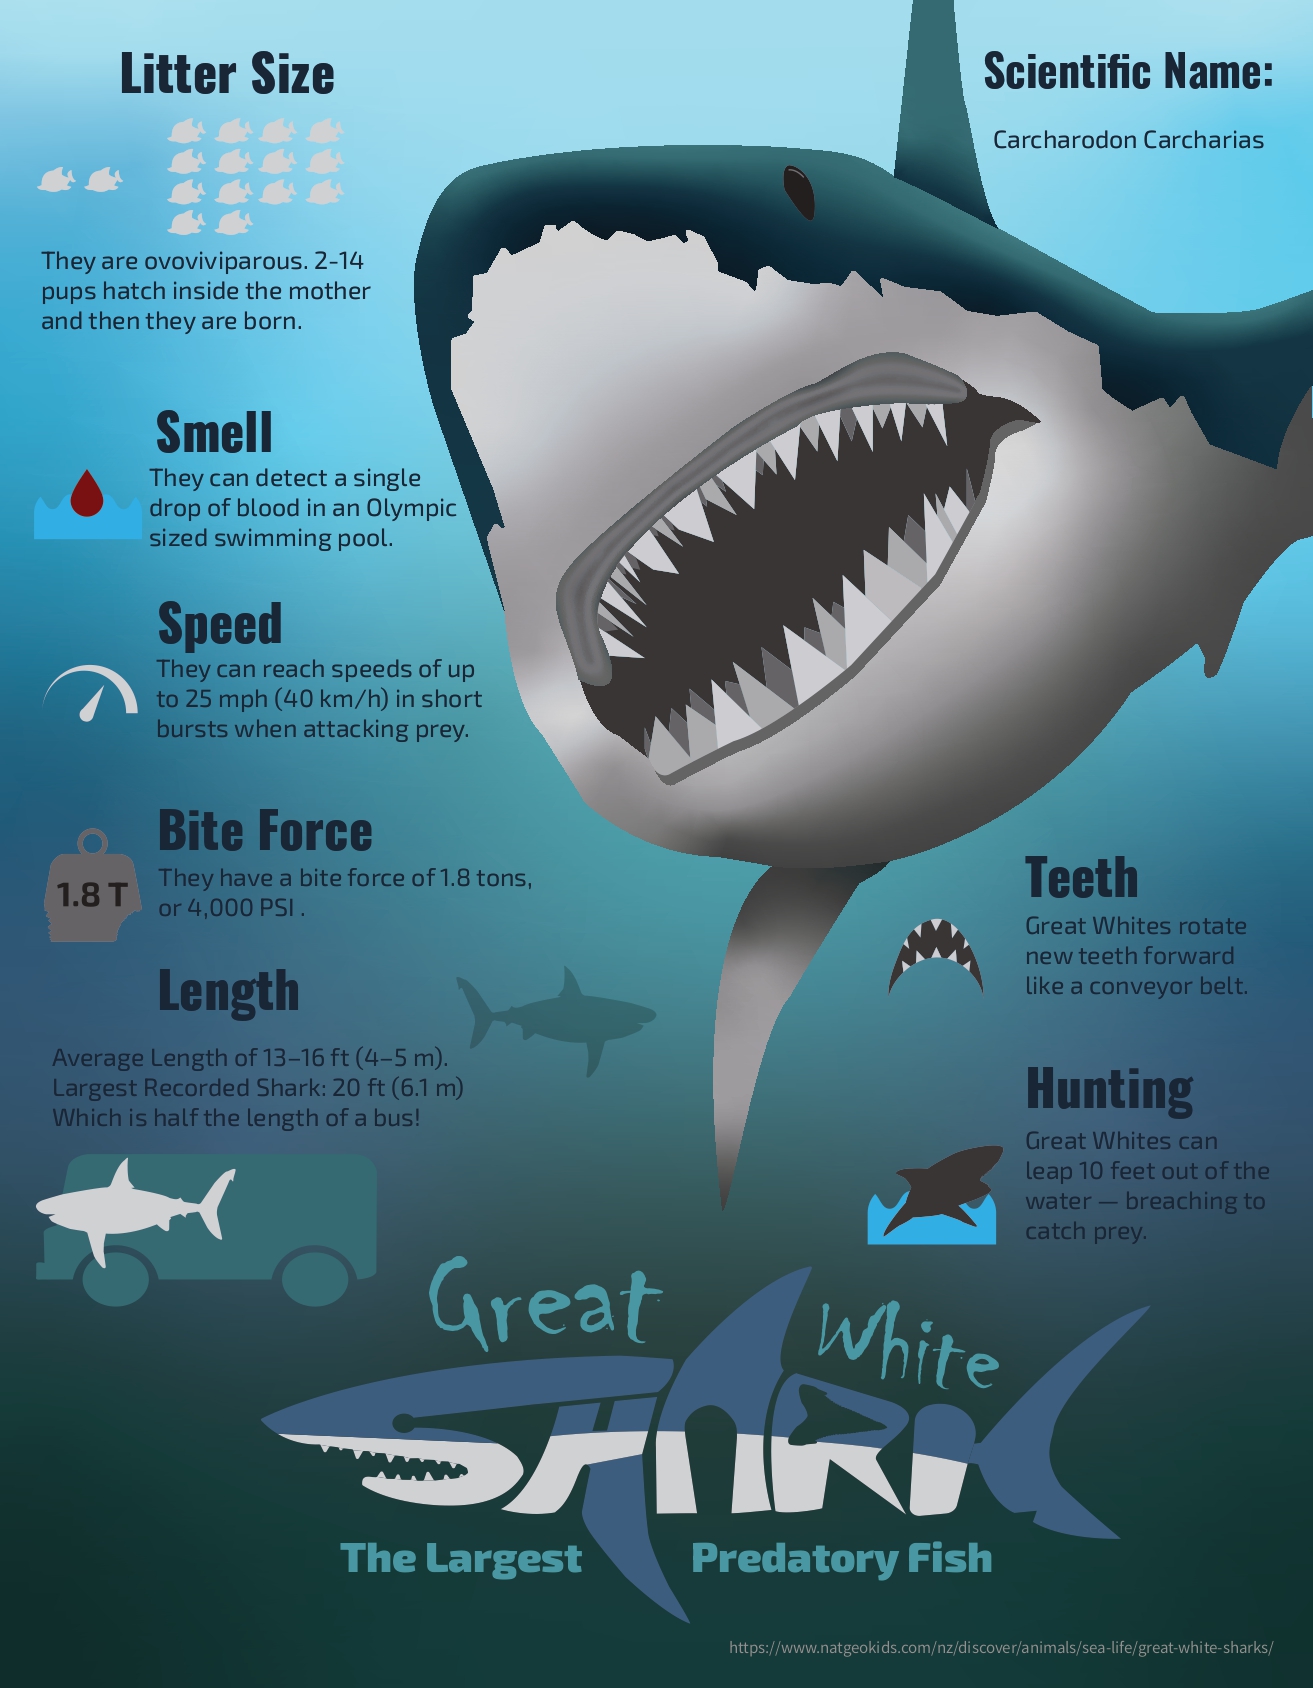 Litter Size
They are ovoviviparous. 2-14
pups hatch inside the mother
and then they are born.
Scientific Name:
Carcharodon Carcharias
Smell
They can detect a single
drop of blood in an Olympic
sized swimming pool.
Speed
They can reach speeds of up
to 25 mph (40 km/h) in short
bursts when attacking prey.
Bite Force
1.8 T
They have a bite force of 1.8 tons,
or 4,000 PSI .
Length
Average Length of 13–16 ft (4–5 m).
Largest Recorded Shark: 20 ft (6.1 m)
Which is half the length of a bus!
Teeth
Great Whites rotate
new teeth forward
like a conveyor belt.
Hunting
Great Whites can
leap 10 feet out of the
water — breaching to
catch prey.
Great White
SHARK
The Largest Predatory Fish
https://www.natgeokids.com/nz/discover/animals/sea-life/great-white-sharks/